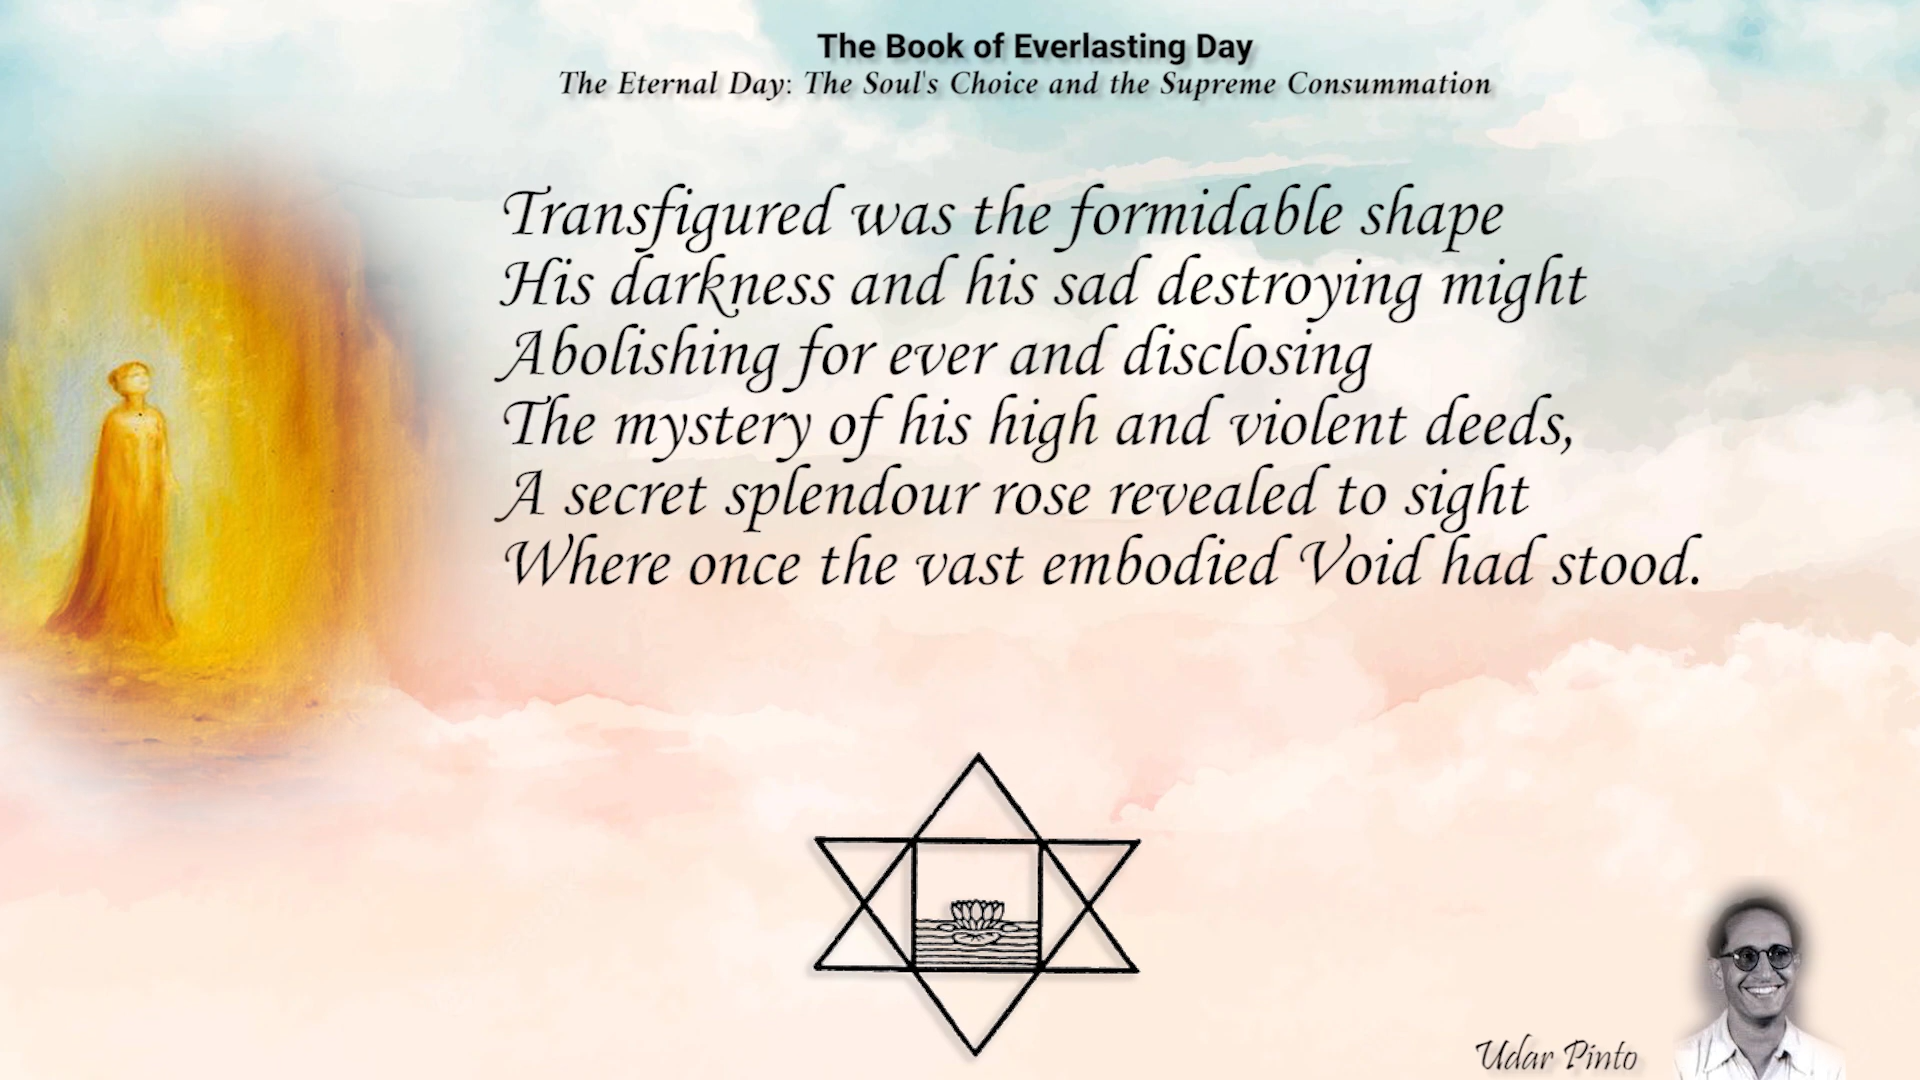 The Book of Everlasting Day
The Eternal Day: The Soul's Choice and the Supreme Consummation
Transfigured was the formidable shape
His darkness and his sad destroying might
Abolishing for ever and disclosing
The mystery of his high and violent deeds,
A secret splendour rose revealed to sight
Where once the vast embodied Void had stood.
Udar Pinto